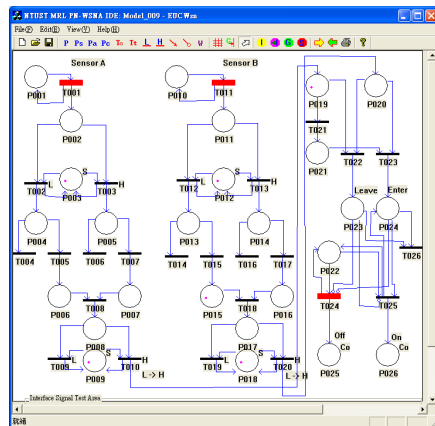 NTUST MRL PN-WSNA IDE: Model_009 - EUC Wsn
File(F) Edit(E) View(V) Help(H)
P Ps Pa Pc To Tt L H W I H G D ?
Sensor A Sensor B
P001 T001 P010 T011 P019 P020
P002 P011 T021
P021 T022 T023
T002 L P003 S T003 H T012 L P012 S T013 H
Leave Enter
P004 P005 P013 P014 P023 P024
T004 T005 T006 T007 T014 T015 T016 T017 P022 T026
P006 T008 P007 P015 T018 P016 T024 T025
P008 P017
Off On
T009 L P009 S T010 H T019 L P018 S T020 H
Co Co
P025 P026
L -> H L -> H
Interface Signal Test Area
就緒